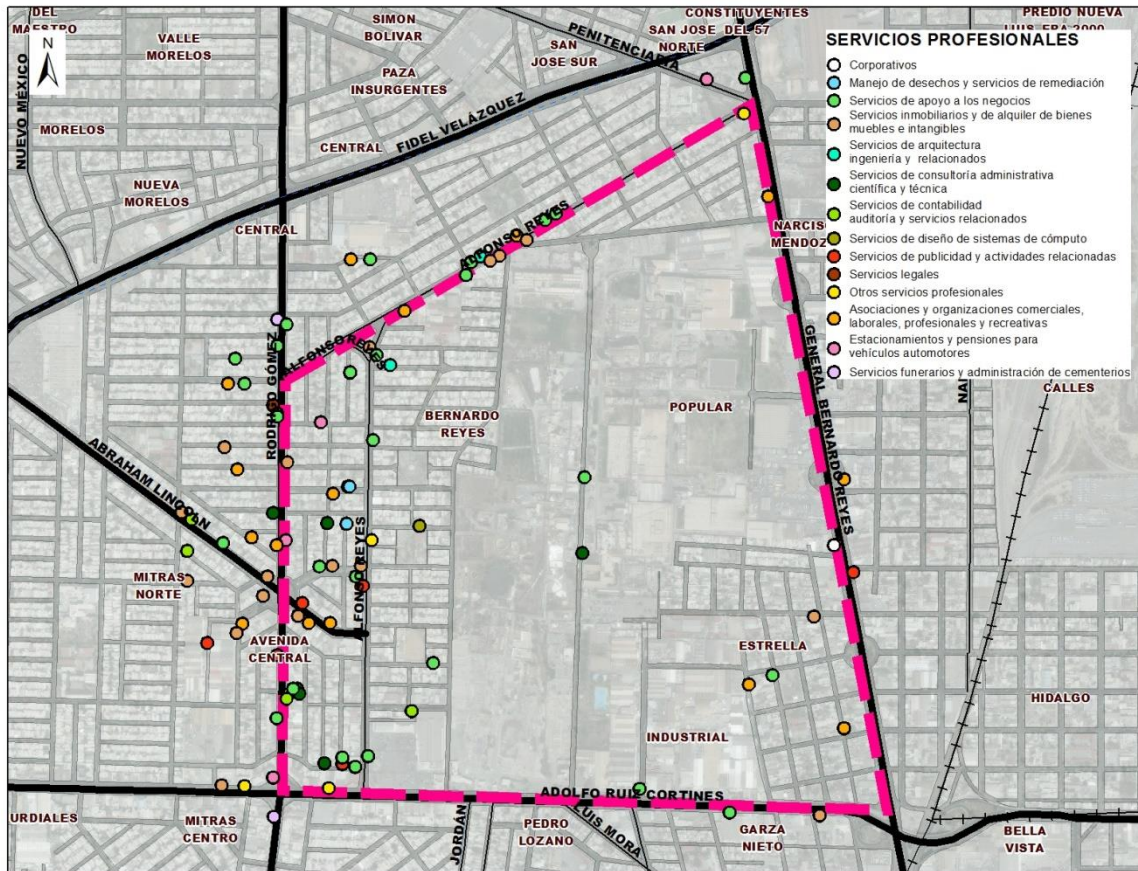 DEL
MAESTRO
VALLE
MORELOS
SIMON
BOLIVAR
CONSTITUYENTES
SAN JOSE DEL 57
NORTE
PREDIO NUEVA
N
PENITENCIARIA
SAN
JOSE SUR
PAZA
INSURGENTES
NUEVO MÉXICO
MORELOS
CENTRAL
FIDEL VELÁZQUEZ
NUEVA
MORELOS
CENTRAL
SERVICIOS PROFESIONALES
Corporativos
Manejo de desechos y servicios de remediación
Servicios de apoyo a los negocios
Servicios inmobiliarios y de alquiler de bienes
muebles e intangibles
Servicios de arquitectura
ingeniería y relacionados
Servicios de consultoría administrativa
científica y técnica
Servicios de contabilidad
auditoría y servicios relacionados
Servicios de diseño de sistemas de cómputo
Servicios de publicidad y actividades relacionadas
Servicios legales
Otros servicios profesionales
Asociaciones y organizaciones comerciales,
laborales, profesionales y recreativas
Estacionamientos y pensiones para
vehículos automotores
Servicios funerarios y administración de cementerios
NARCISO
MENDOZ
ALFONSO REYES
ALFONSO REYES
RODRIGO GÓMEZ
GENERAL BERNARDO REYES
CALLES
BERNARDO
REYES
POPULAR
ABRAHAM LINCOLN
LFONSO REYES
MITRAS
NORTE
AVENIDA
CENTRAL
ESTRELLA
HIDALGO
INDUSTRIAL
ADOLFO RUIZ CORTINES
URDIALES
MITRAS
CENTRO
JORDÁN
PEDRO
LOZANO
LUIS MORA
GARZA
NIETO
BELLA
VISTA